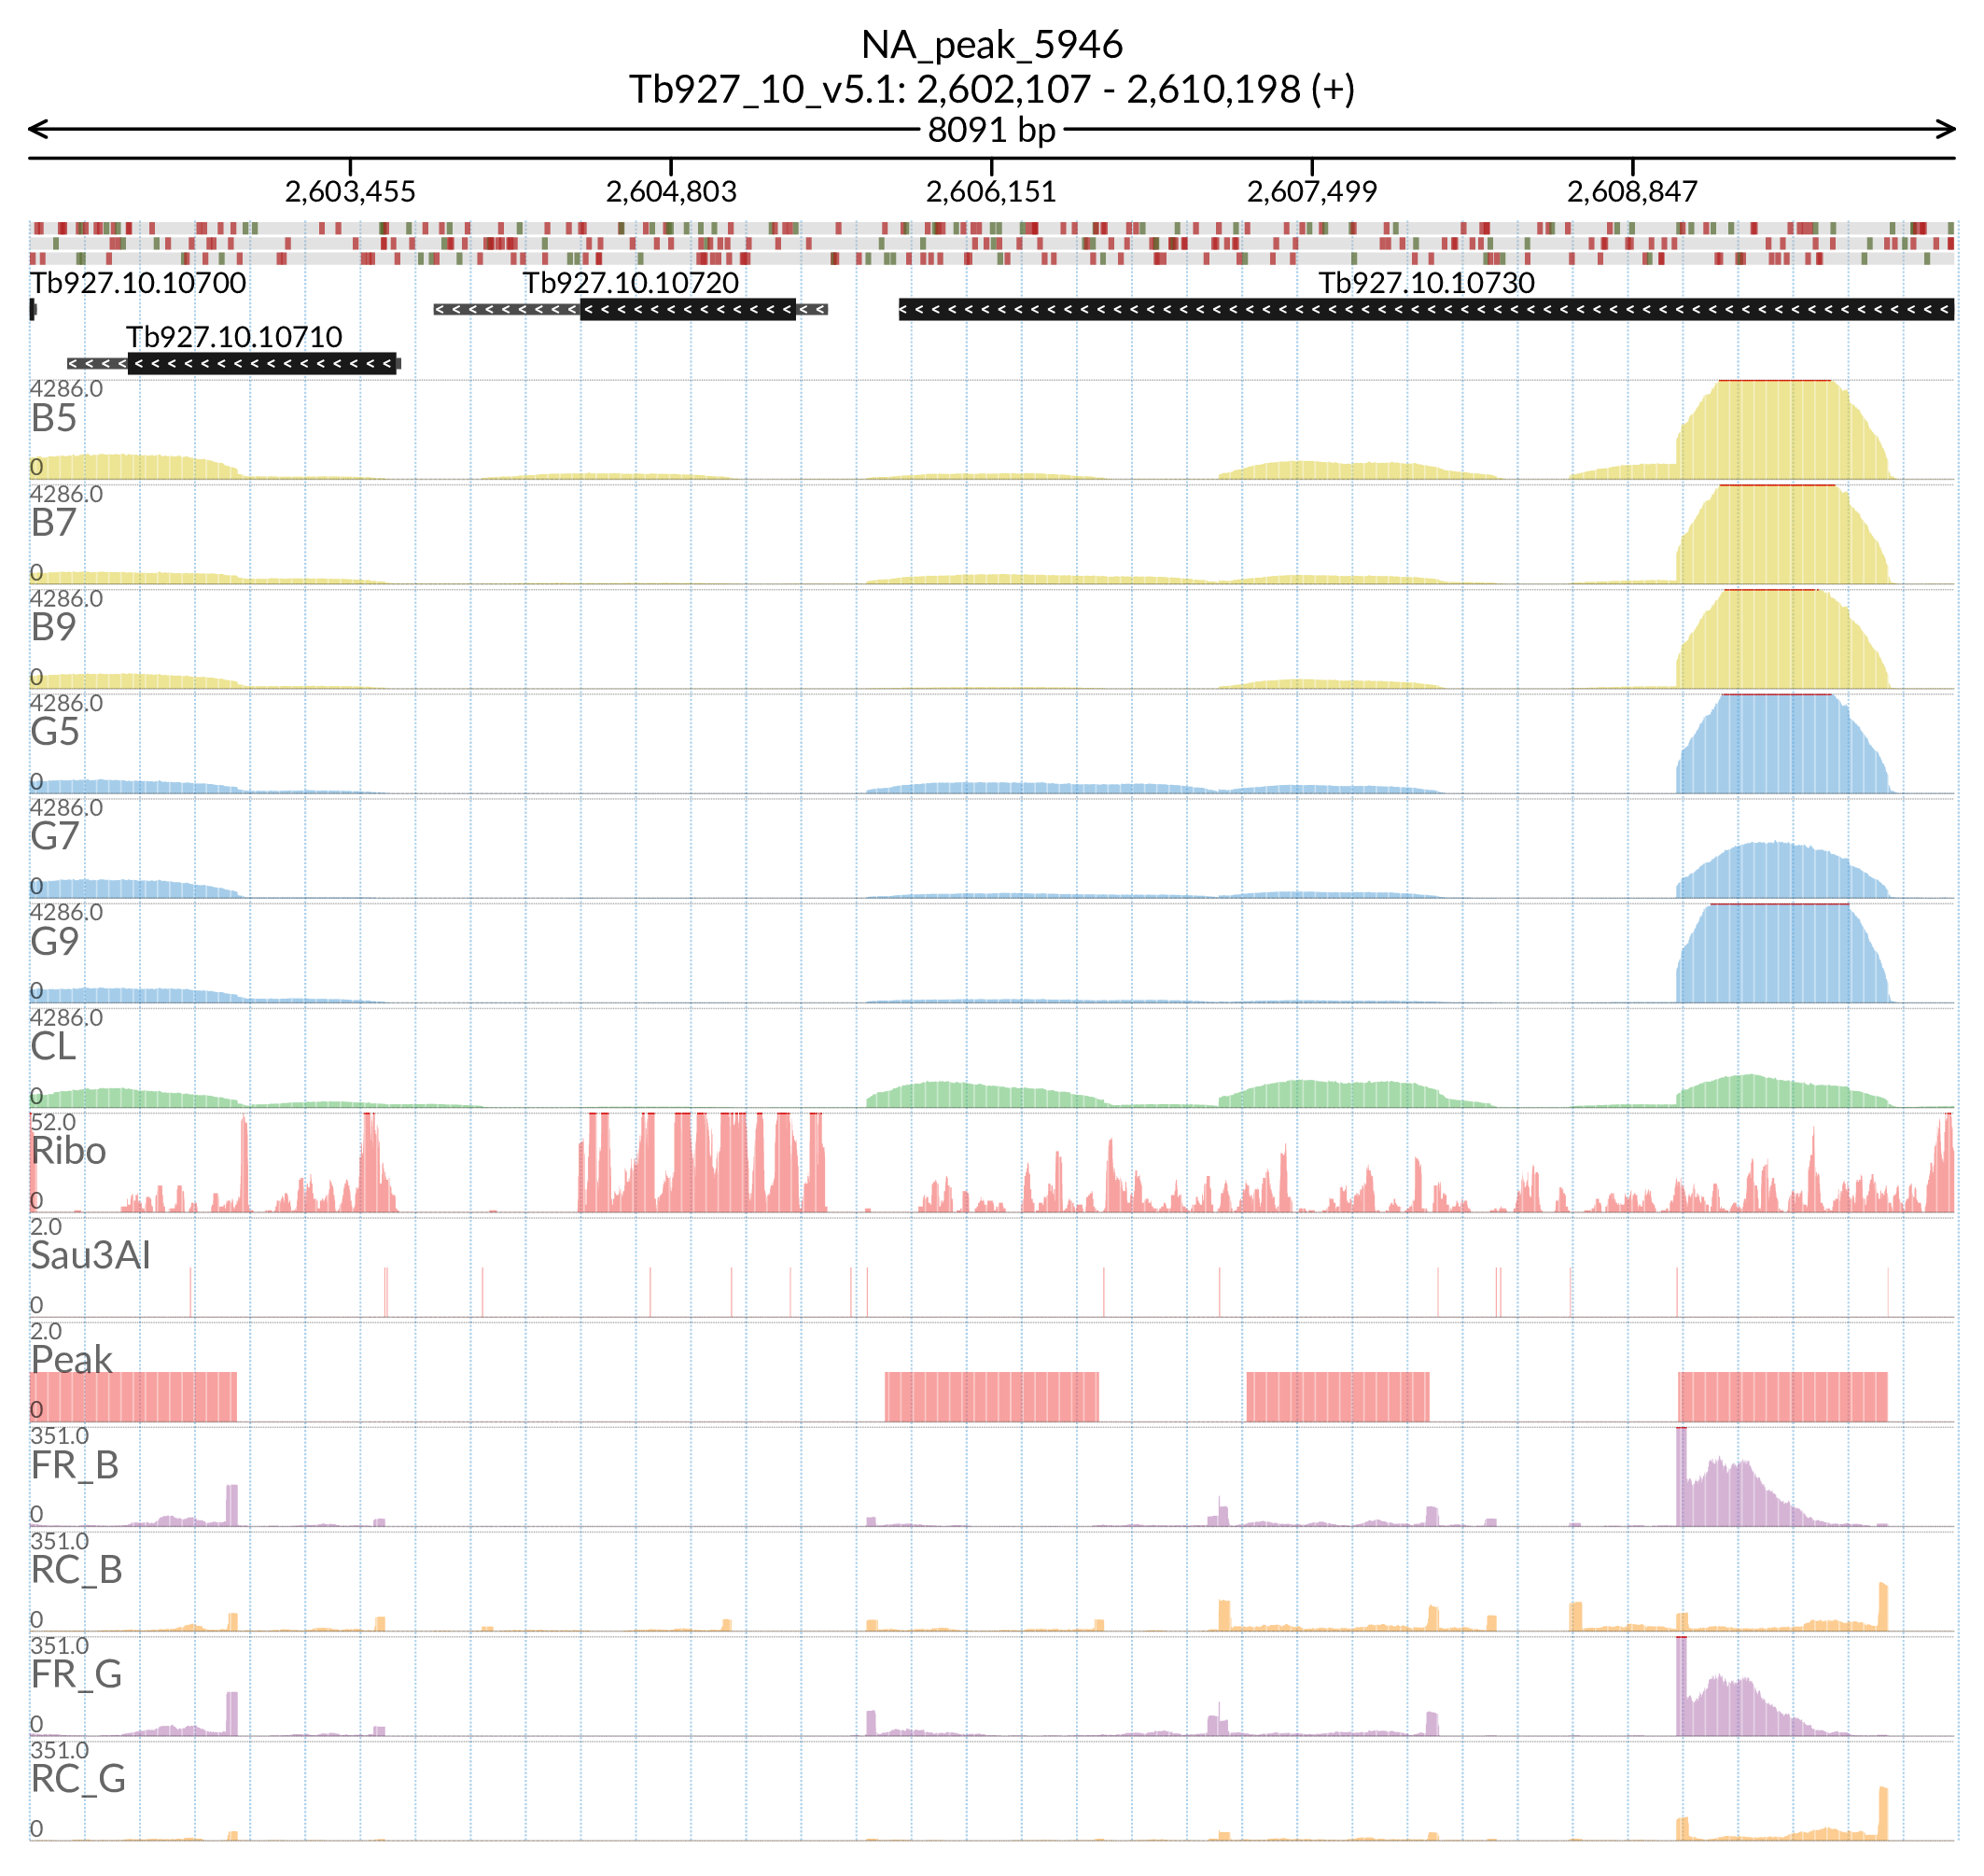 NA_peak_5946
Tb927_10_v5.1: 2,602,107 - 2,610,198 (+)
8091 bp
2,603,455 2,604,803 2,606,151 2,607,499 2,608,847
Tb927.10.10700 Tb927.10.10720 Tb927.10.10730
Tb927.10.10710
4286.0
B5
0
4286.0
B7
0
4286.0
B9
0
4286.0
G5
0
4286.0
G7
0
4286.0
G9
0
4286.0
CL
0
52.0
Ribo
0
2.0
Sau3AI
0
2.0
Peak
0
351.0
FR_B
0
351.0
RC_B
0
351.0
FR_G
0
351.0
RC_G
0